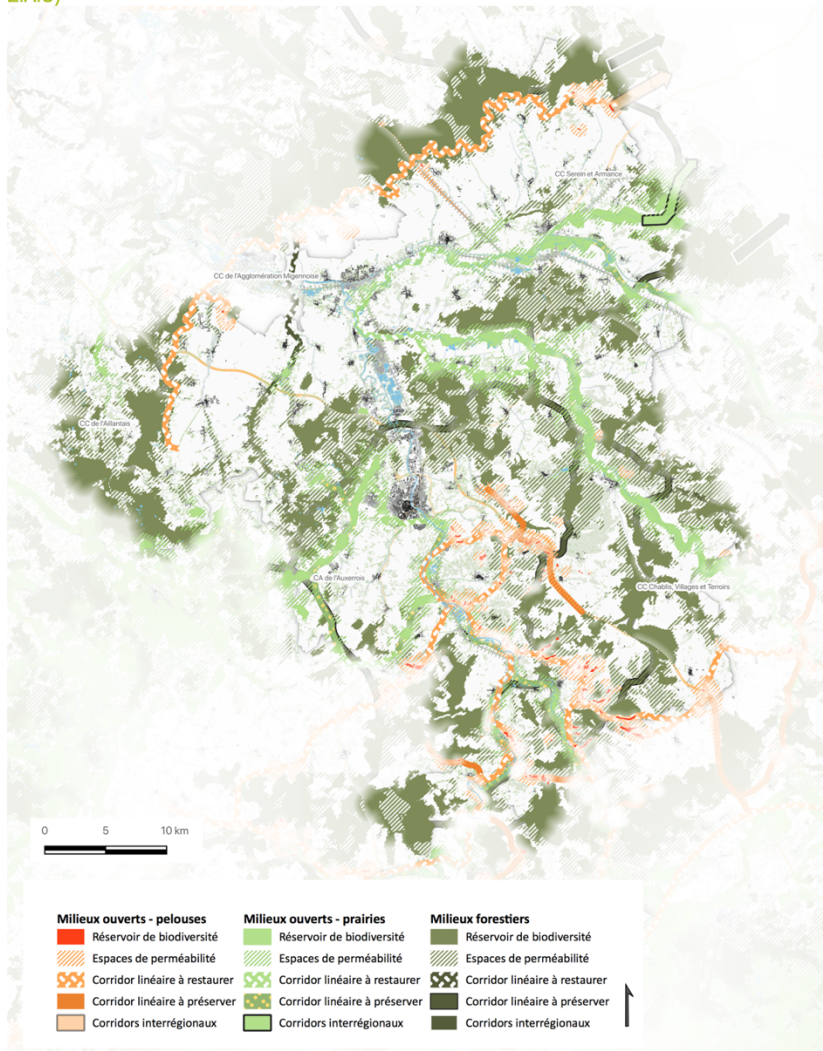 CC Serein et Armance
CC de l'Agglomération Migennoise
CC de l'Aillantais
CA de l'Auxerrois
CC Chablis, Villages et Terroirs
0 5 10 km
Milieux ouverts - pelouses
Réservoir de biodiversité
Espaces de perméabilité
Corridor linéaire à restaurer
Corridor linéaire à préserver
Corridors interrégionaux
Milieux ouverts - prairies
Réservoir de biodiversité
Espaces de perméabilité
Corridor linéaire à restaurer
Corridor linéaire à préserver
Corridors interrégionaux
Milieux forestiers
Réservoir de biodiversité
Espaces de perméabilité
Corridor linéaire à restaurer
Corridor linéaire à préserver
Corridors interrégionaux